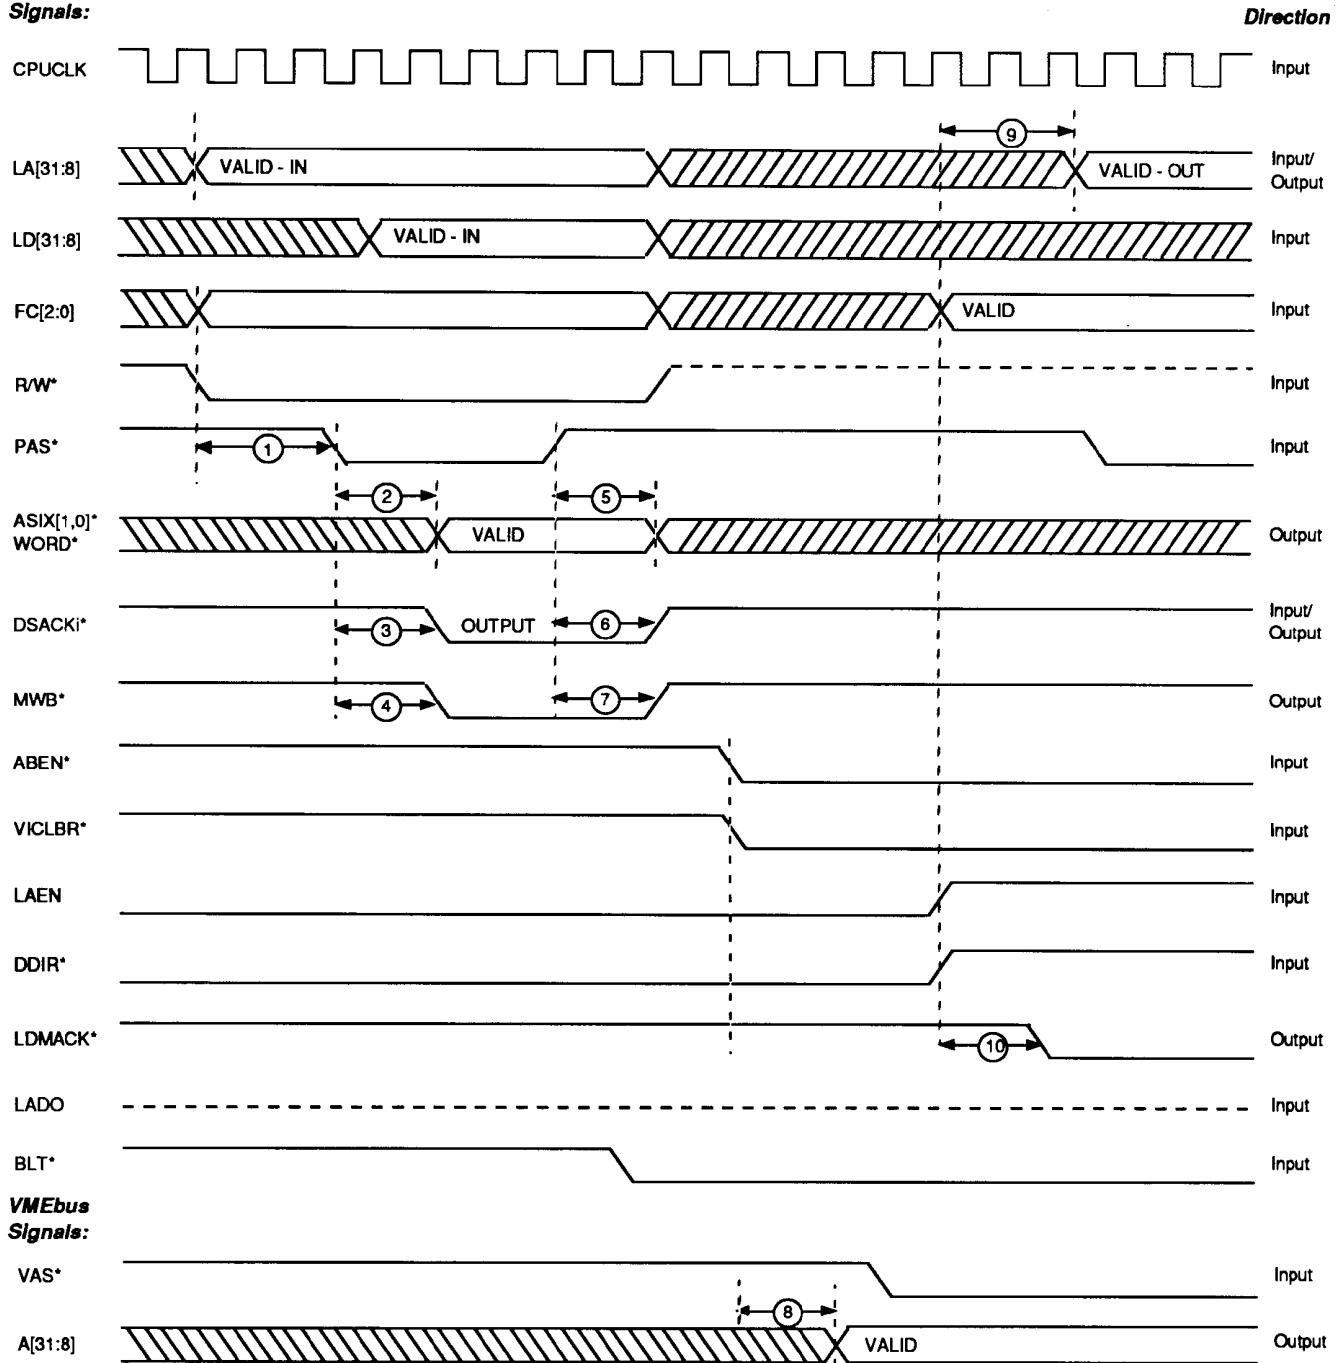 Signals:
Direction
CPUCLK
Input
9
LA[31:8]
VALID - IN
VALID - OUT
Input/
Output
LD[31:8]
VALID - IN
Input
FC[2:0]
VALID
Input
R/W*
Input
PAS*
1
Input
2
5
ASIX[1,0]*
WORD*
VALID
Output
DSACKi*
3
OUTPUT
6
Input/
Output
MWB*
4
7
Output
ABEN*
Input
VICLBR*
Input
LAEN
Input
DDIR*
Input
LDMACK*
10
Output
LADO
Input
BLT*
Input
VMEbus
Signals:
VAS*
Input
8
A[31:8]
VALID
Output